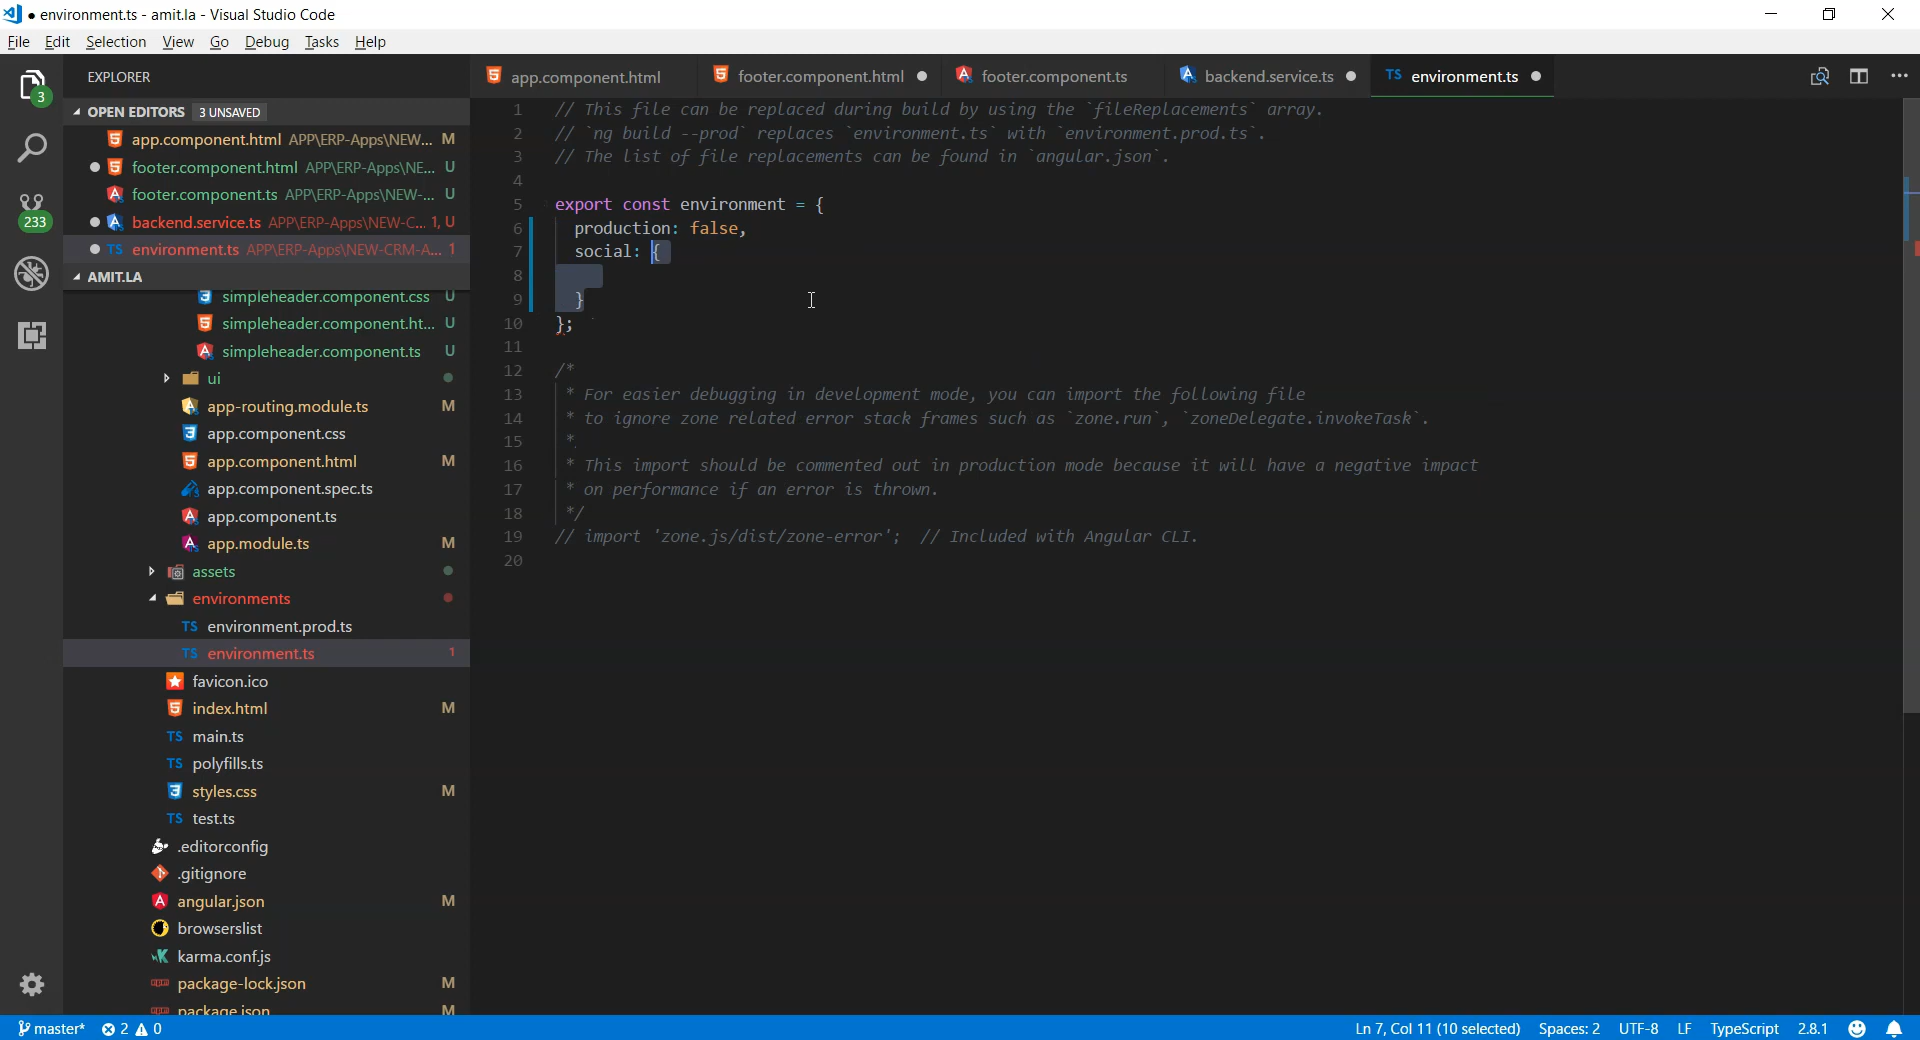 environment.ts - amit.la - Visual Studio Code
File Edit Selection View Go Debug Tasks Help
EXPLORER
OPEN EDITORS 3 UNSAVED
app.component.html APP\ERP-Apps\NEW... M
footer.component.html APP\ERP-Apps\NE... U
footer.component.ts APP\ERP-Apps\NEW-... U
backend.service.ts APP\ERP-Apps\NEW-C... 1, U
environment.ts APP\ERP-Apps\NEW-CRM-A... 1
AMIT.LA
simpleheader.component.css U
simpleheader.component.ht... U
simpleheader.component.ts U
ui
app-routing.module.ts M
app.component.css
app.component.html M
app.component.spec.ts
app.component.ts
app.module.ts M
assets
environments
TS environment.prod.ts
TS environment.ts 1
favicon.ico
index.html M
TS main.ts
TS polyfills.ts
styles.css M
TS test.ts
.editorconfig
.gitignore
angular.json M
browserslist
karma.conf.js
package-lock.json M
package.json M
3
233
app.component.html footer.component.html footer.component.ts backend.service.ts TS environment.ts
1 // This file can be replaced during build by using the `fileReplacements` array.
2 // `ng build --prod` replaces `environment.ts` with `environment.prod.ts`.
3 // The list of file replacements can be found in `angular.json`.
4
5 export const environment = {
6 production: false,
7 social: {
8
9 }
10 };
11
12 /*
13 * For easier debugging in development mode, you can import the following file
14 * to ignore zone related error stack frames such as `zone.run`, `zoneDelegate.invokeTask`.
15 *
16 * This import should be commented out in production mode because it will have a negative impact
17 * on performance if an error is thrown.
18 */
19 // import 'zone.js/dist/zone-error'; // Included with Angular CLI.
20
master* 2 0 Ln 7, Col 11 (10 selected) Spaces: 2 UTF-8 LF TypeScript 2.8.1